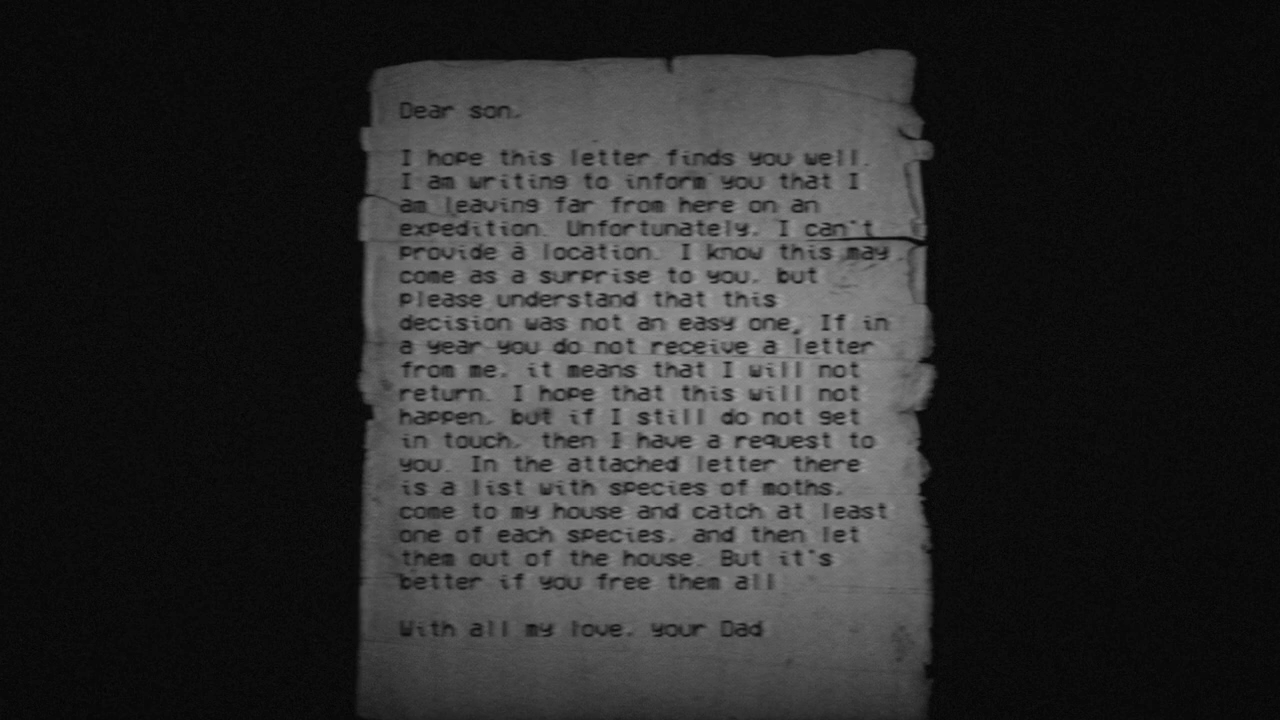 Dear son,
I hope this letter finds you well.
I am writing to inform you that I
am leaving far from here on an
expedition. Unfortunately, I can't
provide a location. I know this may
come as a surprise to you, but
please understand that this
decision was not an easy one, If in
a year you do not receive a letter
from me, it means that I will not
return. I hope that this will not
happen, but if I still do not get
in touch, then I have a request to
you. In the attached letter there
is a list with species of moths,
come to my house and catch at least
one of each species, and then let
them out of the house. But it's
better if you free them all
With all my love, your Dad